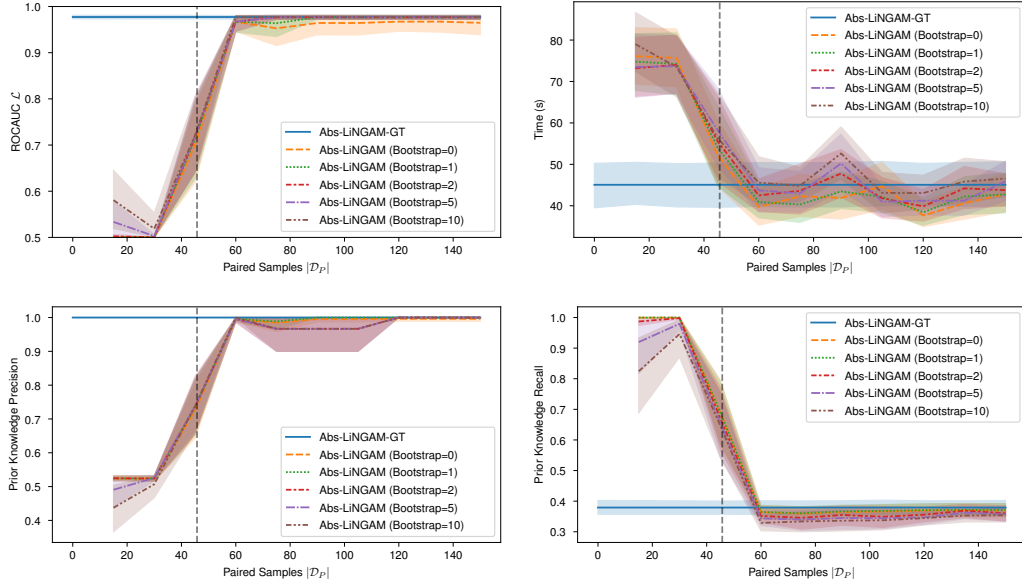 ROCAUC ℒ
1.0
0.9
0.8
0.7
0.6
0.5
0
20
40
60
80
100
120
140
Paired Samples |𝒟_P|
Abs-LiNGAM-GT
Abs-LiNGAM (Bootstrap=0)
Abs-LiNGAM (Bootstrap=1)
Abs-LiNGAM (Bootstrap=2)
Abs-LiNGAM (Bootstrap=5)
Abs-LiNGAM (Bootstrap=10)
Time (s)
90
80
70
60
50
40
0
20
40
60
80
100
120
140
Paired Samples |𝒟_P|
Abs-LiNGAM-GT
Abs-LiNGAM (Bootstrap=0)
Abs-LiNGAM (Bootstrap=1)
Abs-LiNGAM (Bootstrap=2)
Abs-LiNGAM (Bootstrap=5)
Abs-LiNGAM (Bootstrap=10)
Prior Knowledge Precision
1.0
0.9
0.8
0.7
0.6
0.5
0.4
0
20
40
60
80
100
120
140
Paired Samples |𝒟_P|
Abs-LiNGAM-GT
Abs-LiNGAM (Bootstrap=0)
Abs-LiNGAM (Bootstrap=1)
Abs-LiNGAM (Bootstrap=2)
Abs-LiNGAM (Bootstrap=5)
Abs-LiNGAM (Bootstrap=10)
Prior Knowledge Recall
1.0
0.9
0.8
0.7
0.6
0.5
0.4
0.3
0
20
40
60
80
100
120
140
Paired Samples |𝒟_P|
Abs-LiNGAM-GT
Abs-LiNGAM (Bootstrap=0)
Abs-LiNGAM (Bootstrap=1)
Abs-LiNGAM (Bootstrap=2)
Abs-LiNGAM (Bootstrap=5)
Abs-LiNGAM (Bootstrap=10)